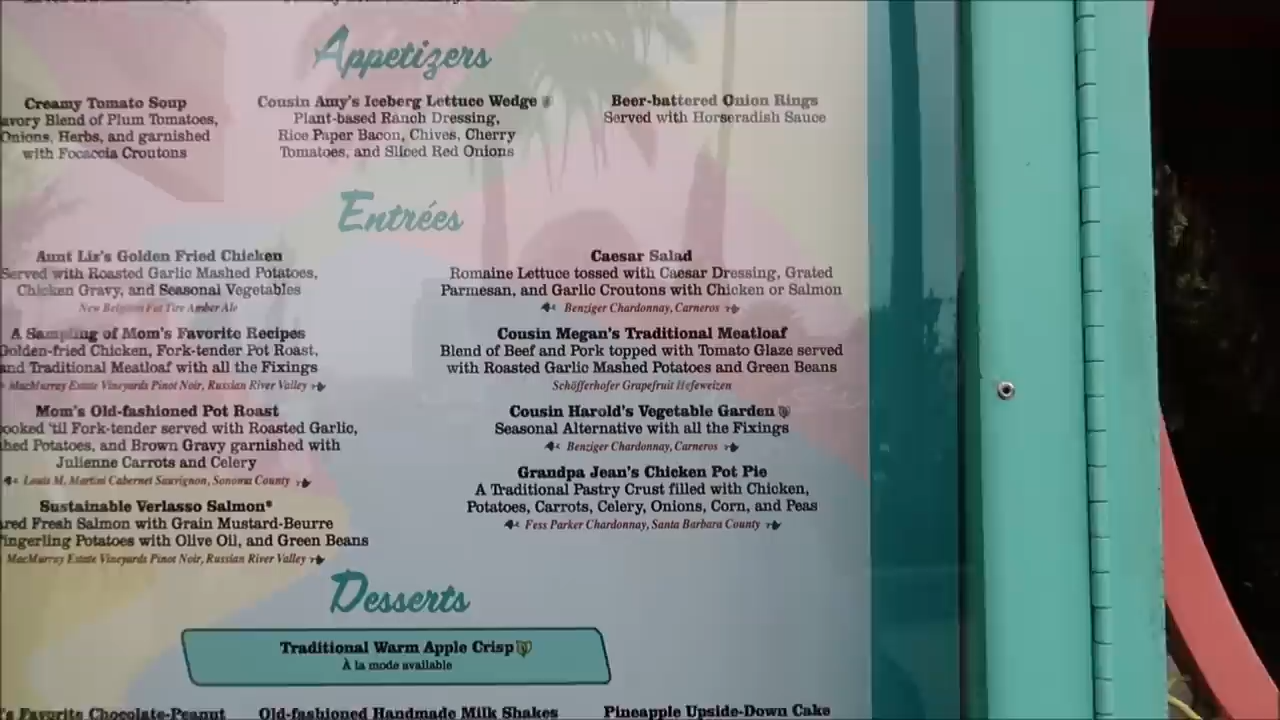 Appetizers
Creamy Tomato Soup
avory Blend of Plum Tomatoes,
Onions, Herbs, and garnished
with Focaccia Croutons
Cousin Amy's Iceberg Lettuce Wedge
Plant-based Ranch Dressing,
Rice Paper Bacon, Chives, Cherry
Tomatoes, and Sliced Red Onions
Beer-battered Onion Rings
Served with Horseradish Sauce
Entrées
Aunt Liz's Golden Fried Chicken
Served with Roasted Garlic Mashed Potatoes,
Chicken Gravy, and Seasonal Vegetables
New Belgium Fat Tire Amber Ale
A Sampling of Mom's Favorite Recipes
Golden-fried Chicken, Fork-tender Pot Roast,
and Traditional Meatloaf with all the Fixings
MacMurray Estate Vineyards Pinot Noir, Russian River Valley
Mom's Old-fashioned Pot Roast
ooked 'til Fork-tender served with Roasted Garlic,
hed Potatoes, and Brown Gravy garnished with
Julienne Carrots and Celery
Louis M. Martini Cabernet Sauvignon, Sonoma County
Sustainable Verlasso Salmon*
red Fresh Salmon with Grain Mustard-Beurre
ingerling Potatoes with Olive Oil, and Green Beans
MacMurray Estate Vineyards Pinot Noir, Russian River Valley
Caesar Salad
Romaine Lettuce tossed with Caesar Dressing, Grated
Parmesan, and Garlic Croutons with Chicken or Salmon
Benziger Chardonnay, Carneros
Cousin Megan's Traditional Meatloaf
Blend of Beef and Pork topped with Tomato Glaze served
with Roasted Garlic Mashed Potatoes and Green Beans
Schöfferhofer Grapefruit Hefeweizen
Cousin Harold's Vegetable Garden
Seasonal Alternative with all the Fixings
Benziger Chardonnay, Carneros
Grandpa Jean's Chicken Pot Pie
A Traditional Pastry Crust filled with Chicken,
Potatoes, Carrots, Celery, Onions, Corn, and Peas
Fess Parker Chardonnay, Santa Barbara County
Desserts
Traditional Warm Apple Crisp
À la mode available
's Favorite Chocolate-Peanut
Old-fashioned Handmade Milk Shakes
Pineapple Upside-Down Cake